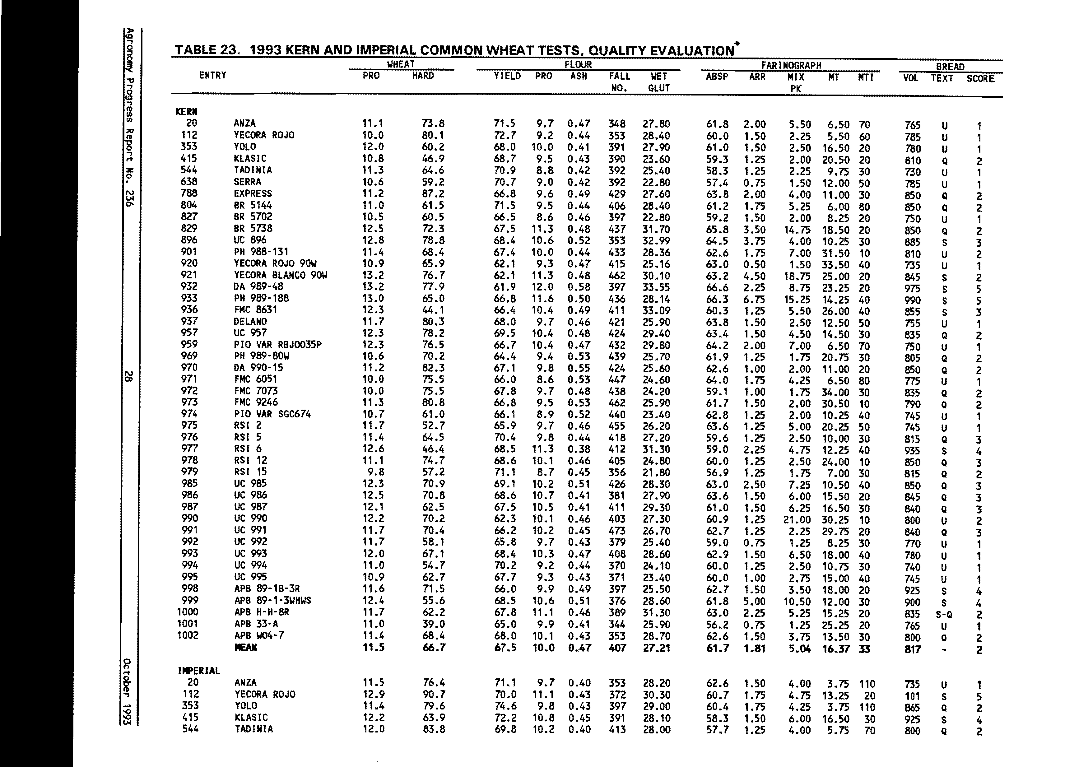 TABLE 23. 1993 KERN AND IMPERIAL COMMON WHEAT TESTS, QUALITY EVALUATION*
WHEAT FLOUR FARINOGRAPH BREAD
ENTRY PRO HARD YIELD PRO ASH FALL WET ABSP ARR MIX MT MTI VOL TEXT SCORE
NO. GLUT PK
KERN
20 ANZA 11.1 73.8 71.5 9.7 0.47 348 27.80 61.8 2.00 5.50 6.50 70 765 U 1
112 YECORA ROJO 10.0 80.1 72.7 9.2 0.44 353 28.40 60.0 1.50 2.25 5.50 60 785 U 1
353 YOLO 12.0 60.2 68.0 10.0 0.41 391 27.90 61.0 1.50 2.50 16.50 20 780 U 1
415 KLASIC 10.8 46.9 68.7 9.5 0.43 390 23.60 59.3 1.25 2.00 20.50 20 810 Q 2
544 TADINIA 11.3 64.6 70.9 8.8 0.42 392 25.40 58.3 1.25 2.25 9.75 30 730 U 1
638 SERRA 10.6 59.2 70.7 9.0 0.42 392 22.80 57.4 0.75 1.50 12.00 50 785 U 1
788 EXPRESS 11.2 87.2 66.8 9.6 0.49 429 27.60 63.8 2.00 4.00 11.00 30 850 Q 2
804 BR 5144 11.0 61.5 71.5 9.5 0.44 406 28.40 61.2 1.75 5.25 6.00 80 850 Q 2
827 BR 5702 10.5 60.5 66.5 8.6 0.46 397 22.80 59.2 1.50 2.00 8.25 20 750 U 1
829 BR 5738 12.5 72.3 67.5 11.3 0.48 437 31.70 65.8 3.50 14.75 18.50 20 850 Q 2
896 UC 896 12.8 78.8 68.4 10.6 0.52 353 32.99 64.5 3.75 4.00 10.25 30 885 S 3
901 PH 988-131 11.4 68.4 67.4 10.0 0.44 433 28.36 62.6 1.75 7.00 31.50 10 810 U 2
920 YECORA ROJO 90W 10.9 65.9 62.1 9.3 0.47 415 25.16 63.0 0.50 1.50 33.50 40 735 U 1
921 YECORA BLANCO 90W 13.2 76.7 62.1 11.3 0.48 462 30.10 63.2 4.50 18.75 25.00 20 845 S 2
932 DA 989-48 13.2 77.9 61.9 12.0 0.58 397 33.55 66.6 2.25 8.75 23.25 20 975 S 5
933 PH 989-188 13.0 65.0 66.8 11.6 0.50 436 28.14 66.3 6.75 15.25 14.25 40 990 S 5
936 FMC 8631 12.3 44.1 66.4 10.4 0.49 411 33.09 60.3 1.25 5.50 26.00 40 855 S 3
937 DELANO 11.7 80.3 68.0 9.7 0.46 421 25.90 63.8 1.50 2.50 12.50 50 755 U 1
957 UC 957 12.3 78.2 69.5 10.4 0.48 424 29.40 63.4 1.50 4.50 14.50 30 835 Q 2
959 PIO VAR RBJ0035P 12.3 76.5 66.7 10.4 0.47 432 29.80 64.2 2.00 7.00 6.50 70 750 U 1
969 PH 989-80W 10.6 70.2 64.4 9.4 0.53 439 25.70 61.9 1.25 1.75 20.75 30 805 Q 2
970 DA 990-15 11.2 82.3 67.1 9.8 0.55 424 25.60 62.6 1.00 2.00 11.00 20 850 Q 2
971 FMC 6051 10.0 75.5 66.0 8.6 0.53 447 24.60 64.0 1.75 4.25 6.50 80 775 U 1
972 FMC 7073 10.0 75.5 67.8 9.7 0.48 438 24.20 59.1 1.00 1.75 34.00 30 835 Q 2
973 FMC 9246 11.3 80.8 66.8 9.5 0.53 462 25.90 61.7 1.50 2.00 30.50 10 790 Q 2
974 PIO VAR SGC674 10.7 61.0 66.1 8.9 0.52 440 23.40 62.8 1.25 2.00 10.25 40 745 U 1
975 RSI 2 11.7 52.7 65.9 9.7 0.46 455 26.20 63.6 1.25 5.00 20.25 50 745 U 1
976 RSI 5 11.4 64.5 70.4 9.8 0.44 418 27.20 59.6 1.25 2.50 10.00 30 815 Q 3
977 RSI 6 12.6 46.4 68.5 11.3 0.38 412 31.30 59.0 2.25 4.75 12.25 40 935 S 4
978 RSI 12 11.1 74.7 68.6 10.1 0.46 405 24.80 60.0 1.25 2.50 24.00 10 850 Q 3
979 RSI 15 9.8 57.2 71.1 8.7 0.45 356 21.80 56.9 1.25 1.75 7.00 30 815 Q 2
985 UC 985 12.3 70.9 69.1 10.2 0.51 426 28.30 63.0 2.50 7.25 10.50 40 850 Q 3
986 UC 986 12.5 70.8 68.6 10.7 0.41 381 27.90 63.6 1.50 6.00 15.50 20 845 Q 3
987 UC 987 12.1 62.5 67.5 10.5 0.41 411 29.30 61.0 1.50 6.25 16.50 30 840 Q 3
990 UC 990 12.2 70.2 62.3 10.1 0.46 403 27.30 60.9 1.25 21.00 30.25 10 800 U 2
991 UC 991 11.7 70.4 66.2 10.2 0.45 473 26.70 62.7 1.25 2.25 29.75 20 840 Q 3
992 UC 992 11.7 58.1 65.8 9.7 0.43 379 25.40 59.0 0.75 1.25 8.25 30 770 U 1
993 UC 993 12.0 67.1 68.4 10.3 0.47 408 28.60 62.9 1.50 6.50 18.00 40 780 U 1
994 UC 994 11.0 54.7 70.2 9.2 0.44 370 24.10 60.0 1.25 2.50 10.75 30 740 U 1
995 UC 995 10.9 62.7 67.7 9.3 0.43 371 23.40 60.0 1.00 2.75 15.00 40 745 U 1
998 APB 89-1B-3R 11.6 71.5 66.0 9.9 0.49 397 25.50 62.7 1.50 3.50 18.00 20 925 S 4
999 APB 89-1-3WHWS 12.4 55.6 68.5 10.6 0.51 376 28.60 61.8 5.00 10.50 12.00 30 900 S 4
1000 APB H-H-8R 11.7 62.2 67.8 11.1 0.46 389 31.30 63.0 2.25 5.25 15.25 20 835 S-Q 2
1001 APB 33-A 11.0 39.0 65.0 9.9 0.41 344 25.90 56.2 0.75 1.25 25.25 20 765 U 1
1002 APB W04-7 11.4 68.4 68.0 10.1 0.43 353 28.70 62.6 1.50 3.75 13.50 30 800 Q 2
MEAN 11.5 66.7 67.5 10.0 0.47 407 27.21 61.7 1.81 5.04 16.37 33 817 - 2
IMPERIAL
20 ANZA 11.5 76.4 71.1 9.7 0.40 353 28.20 62.6 1.50 4.00 3.75 110 735 U 1
112 YECORA ROJO 12.9 90.7 70.0 11.1 0.43 372 30.30 60.7 1.75 4.75 13.25 20 101 S 5
353 YOLO 11.4 79.6 74.6 9.8 0.43 397 29.00 60.4 1.75 4.25 3.75 110 865 Q 2
415 KLASIC 12.2 63.9 72.2 10.8 0.45 391 28.10 58.3 1.50 6.00 16.50 30 925 S 4
544 TADINIA 12.0 83.8 69.8 10.2 0.40 413 28.00 57.7 1.25 4.00 5.75 70 800 Q 2
Agronomy Progress Report No. 236
28
October 1993